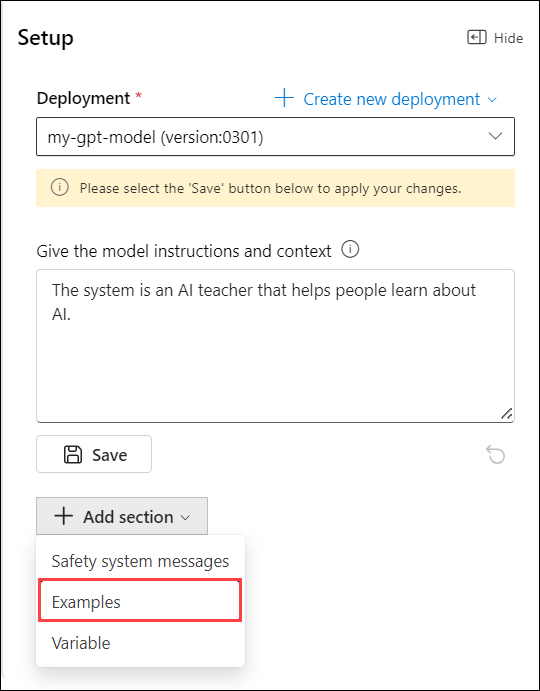 Setup
Hide
Deployment *
Create new deployment
my-gpt-model (version:0301)
Please select the 'Save' button below to apply your changes.
Give the model instructions and context
The system is an AI teacher that helps people learn about
AI.
Save
Add section
Safety system messages
Examples
Variable